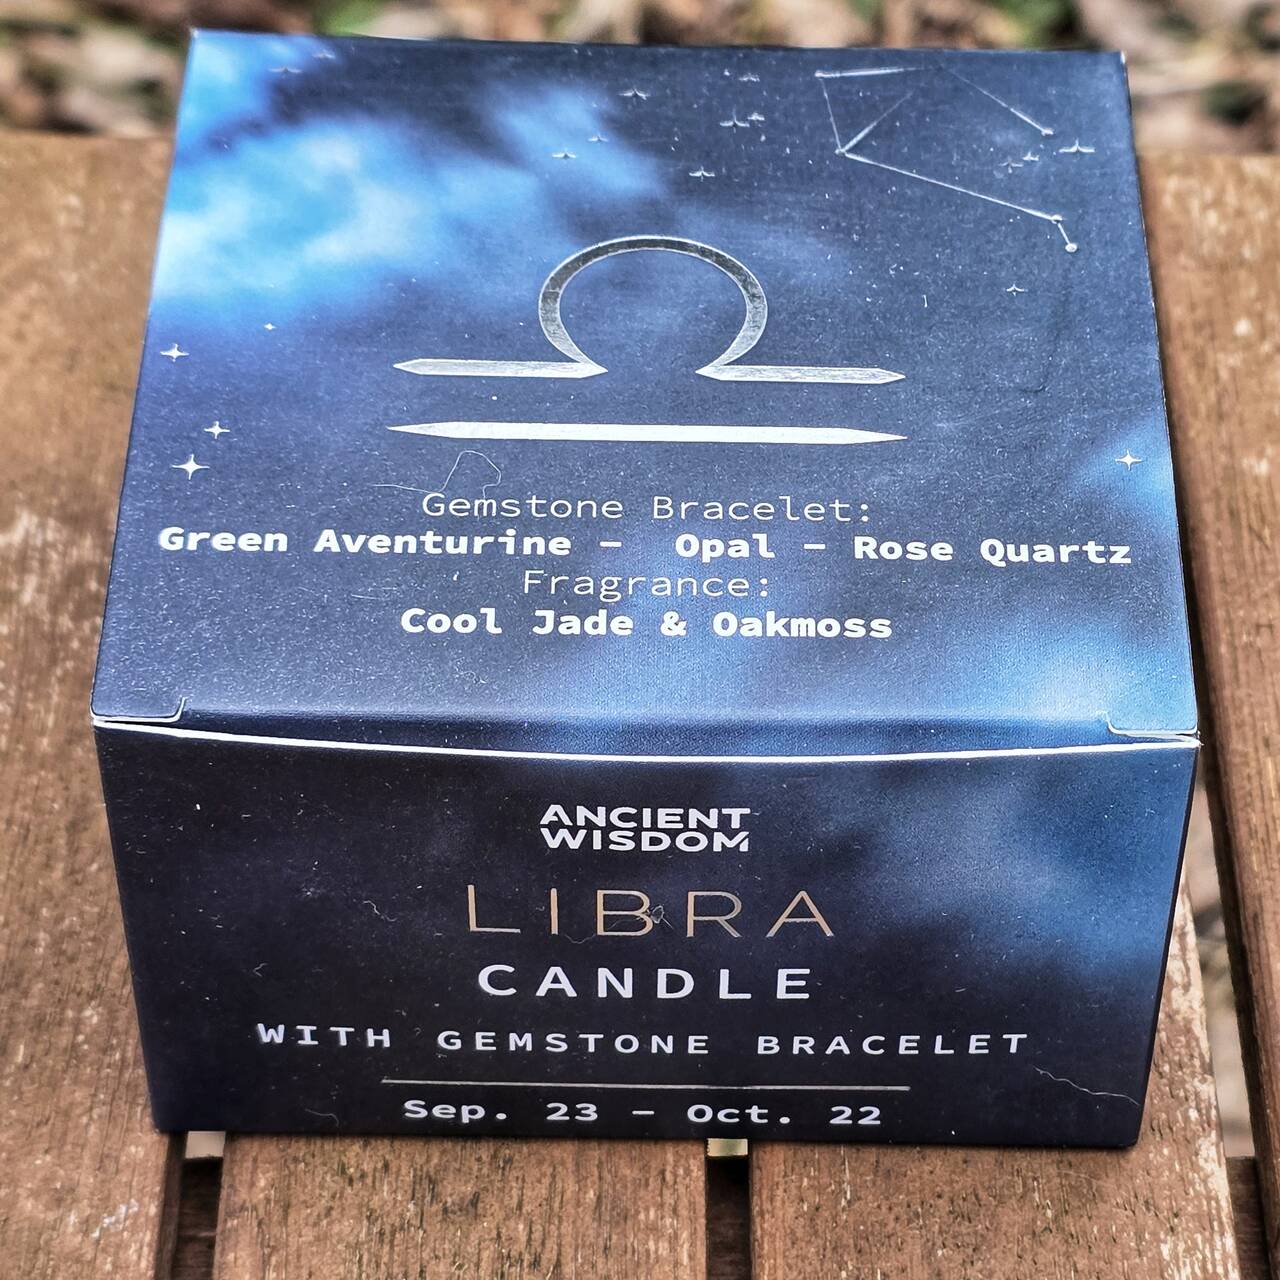 Gemstone Bracelet:
Green Aventurine - Opal - Rose Quartz
Fragrance:
Cool Jade & Oakmoss
ANCIENT
WISDOM
LIBRA
CANDLE
WITH GEMSTONE BRACELET
Sep. 23 - Oct. 22